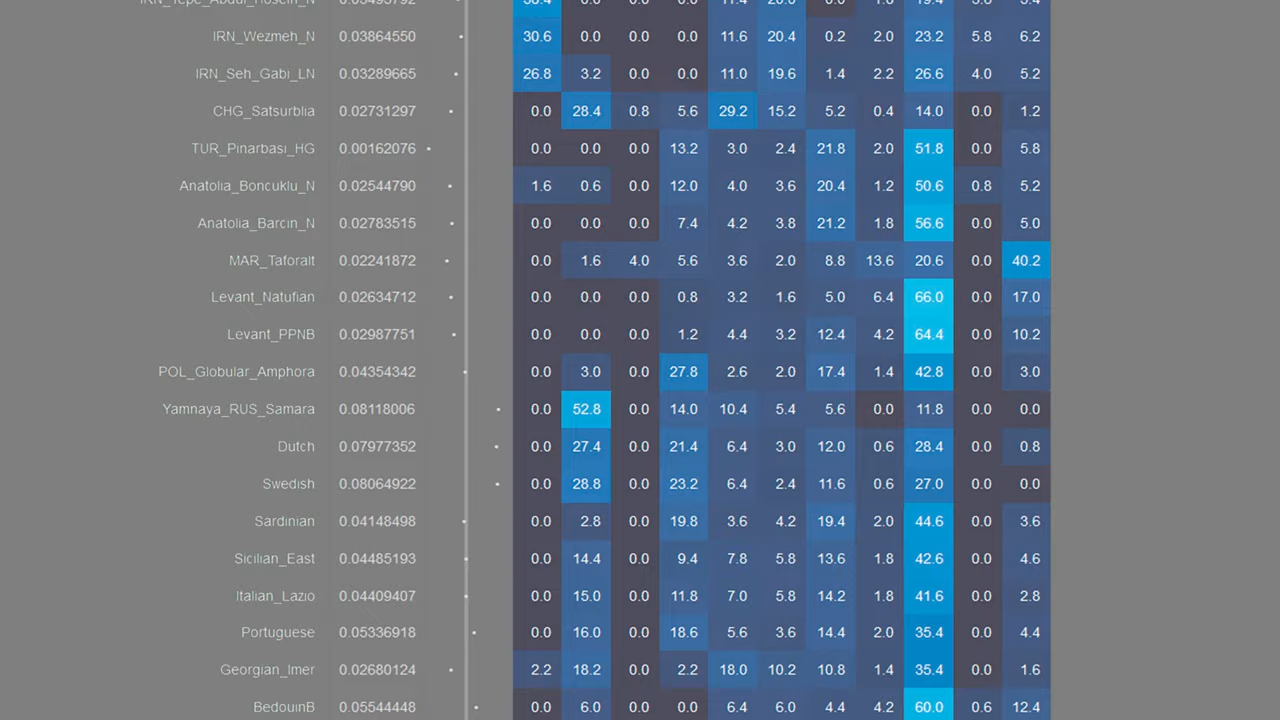 IRN_Tepe_Abdul_Hosein_N 0.03493792 38.4 0.0 0.0 0.0 11.4 20.0 0.0 1.8 19.4 3.6 5.4
IRN_Wezmeh_N 0.03864550 30.6 0.0 0.0 0.0 11.6 20.4 0.2 2.0 23.2 5.8 6.2
IRN_Seh_Gabi_LN 0.03289665 26.8 3.2 0.0 0.0 11.0 19.6 1.4 2.2 26.6 4.0 5.2
CHG_Satsurblia 0.02731297 0.0 28.4 0.8 5.6 29.2 15.2 5.2 0.4 14.0 0.0 1.2
TUR_Pinarbasi_HG 0.00162076 0.0 0.0 0.0 13.2 3.0 2.4 21.8 2.0 51.8 0.0 5.8
Anatolia_Boncuklu_N 0.02544790 1.6 0.6 0.0 12.0 4.0 3.6 20.4 1.2 50.6 0.8 5.2
Anatolia_Barcin_N 0.02783515 0.0 0.0 0.0 7.4 4.2 3.8 21.2 1.8 56.6 0.0 5.0
MAR_Taforalt 0.02241872 0.0 1.6 4.0 5.6 3.6 2.0 8.8 13.6 20.6 0.0 40.2
Levant_Natufian 0.02634712 0.0 0.0 0.0 0.8 3.2 1.6 5.0 6.4 66.0 0.0 17.0
Levant_PPNB 0.02987751 0.0 0.0 0.0 1.2 4.4 3.2 12.4 4.2 64.4 0.0 10.2
POL_Globular_Amphora 0.04354342 0.0 3.0 0.0 27.8 2.6 2.0 17.4 1.4 42.8 0.0 3.0
Yamnaya_RUS_Samara 0.08118006 0.0 52.8 0.0 14.0 10.4 5.4 5.6 0.0 11.8 0.0 0.0
Dutch 0.07977352 0.0 27.4 0.0 21.4 6.4 3.0 12.0 0.6 28.4 0.0 0.8
Swedish 0.08064922 0.0 28.8 0.0 23.2 6.4 2.4 11.6 0.6 27.0 0.0 0.0
Sardinian 0.04148498 0.0 2.8 0.0 19.8 3.6 4.2 19.4 2.0 44.6 0.0 3.6
Sicilian_East 0.04485193 0.0 14.4 0.0 9.4 7.8 5.8 13.6 1.8 42.6 0.0 4.6
Italian_Lazio 0.04409407 0.0 15.0 0.0 11.8 7.0 5.8 14.2 1.8 41.6 0.0 2.8
Portuguese 0.05336918 0.0 16.0 0.0 18.6 5.6 3.6 14.4 2.0 35.4 0.0 4.4
Georgian_Imer 0.02680124 2.2 18.2 0.0 2.2 18.0 10.2 10.8 1.4 35.4 0.0 1.6
BedouinB 0.05544448 0.0 6.0 0.0 0.0 6.4 6.0 4.4 4.2 60.0 0.6 12.4